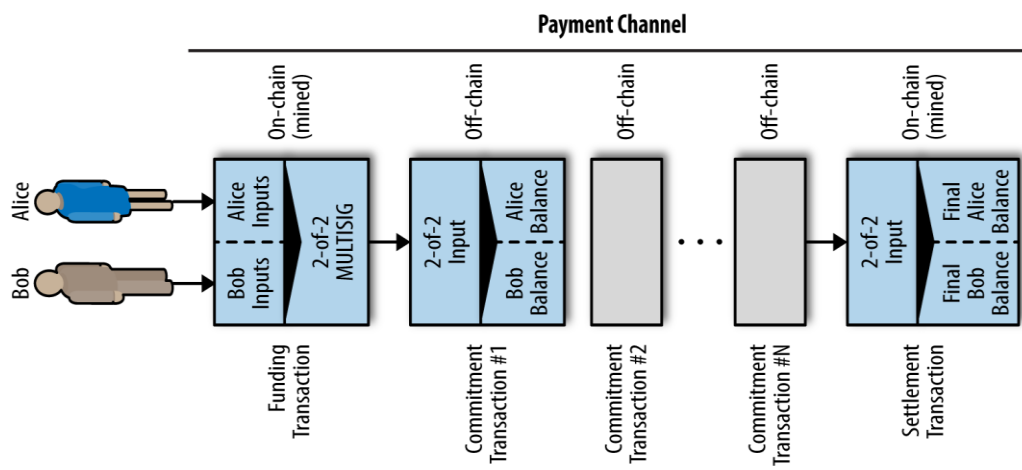 Payment Channel
Alice
Bob
On-chain
(mined)
Alice
Inputs
Bob
Inputs
2-of-2
MULTISIG
Funding
Transaction
Off-chain
2-of-2
Input
Alice
Balance
Bob
Balance
Commitment
Transaction #1
Off-chain
Commitment
Transaction #2
...
Off-chain
Commitment
Transaction #N
On-chain
(mined)
2-of-2
Input
Final
Alice
Balance
Final
Bob
Balance
Settlement
Transaction